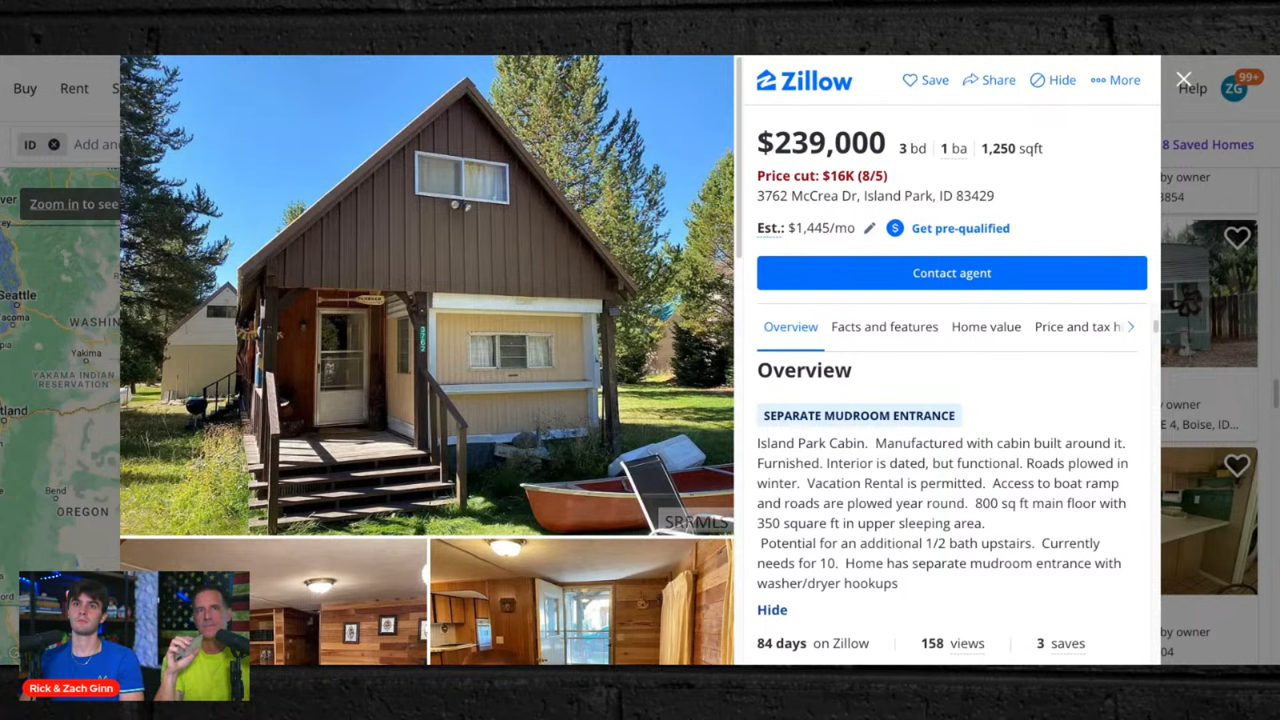 Buy Rent S
ID Add an
Zoom in to see
Seattle
Tacoma
WASHIN
Yakima
YAKAMA INDIAN
RESERVATION
tland
Bend
OREGON
SRRMLS
Zillow
Save Share Hide More
$239,000 3 bd 1 ba 1,250 sqft
Price cut: $16K (8/5)
3762 McCrea Dr, Island Park, ID 83429
Est.: $1,445/mo $ Get pre-qualified
Contact agent
Overview Facts and features Home value Price and tax hi
Overview
SEPARATE MUDROOM ENTRANCE
Island Park Cabin. Manufactured with cabin built around it.
Furnished. Interior is dated, but functional. Roads plowed in
winter. Vacation Rental is permitted. Access to boat ramp
and roads are plowed year round. 800 sq ft main floor with
350 square ft in upper sleeping area.
Potential for an additional 1/2 bath upstairs. Currently
needs for 10. Home has separate mudroom entrance with
washer/dryer hookups
Hide
84 days on Zillow 158 views 3 saves
Help ZG 99+
8 Saved Homes
by owner
3854
y owner
E 4, Boise, ID...
by owner
04
Rick & Zach Ginn